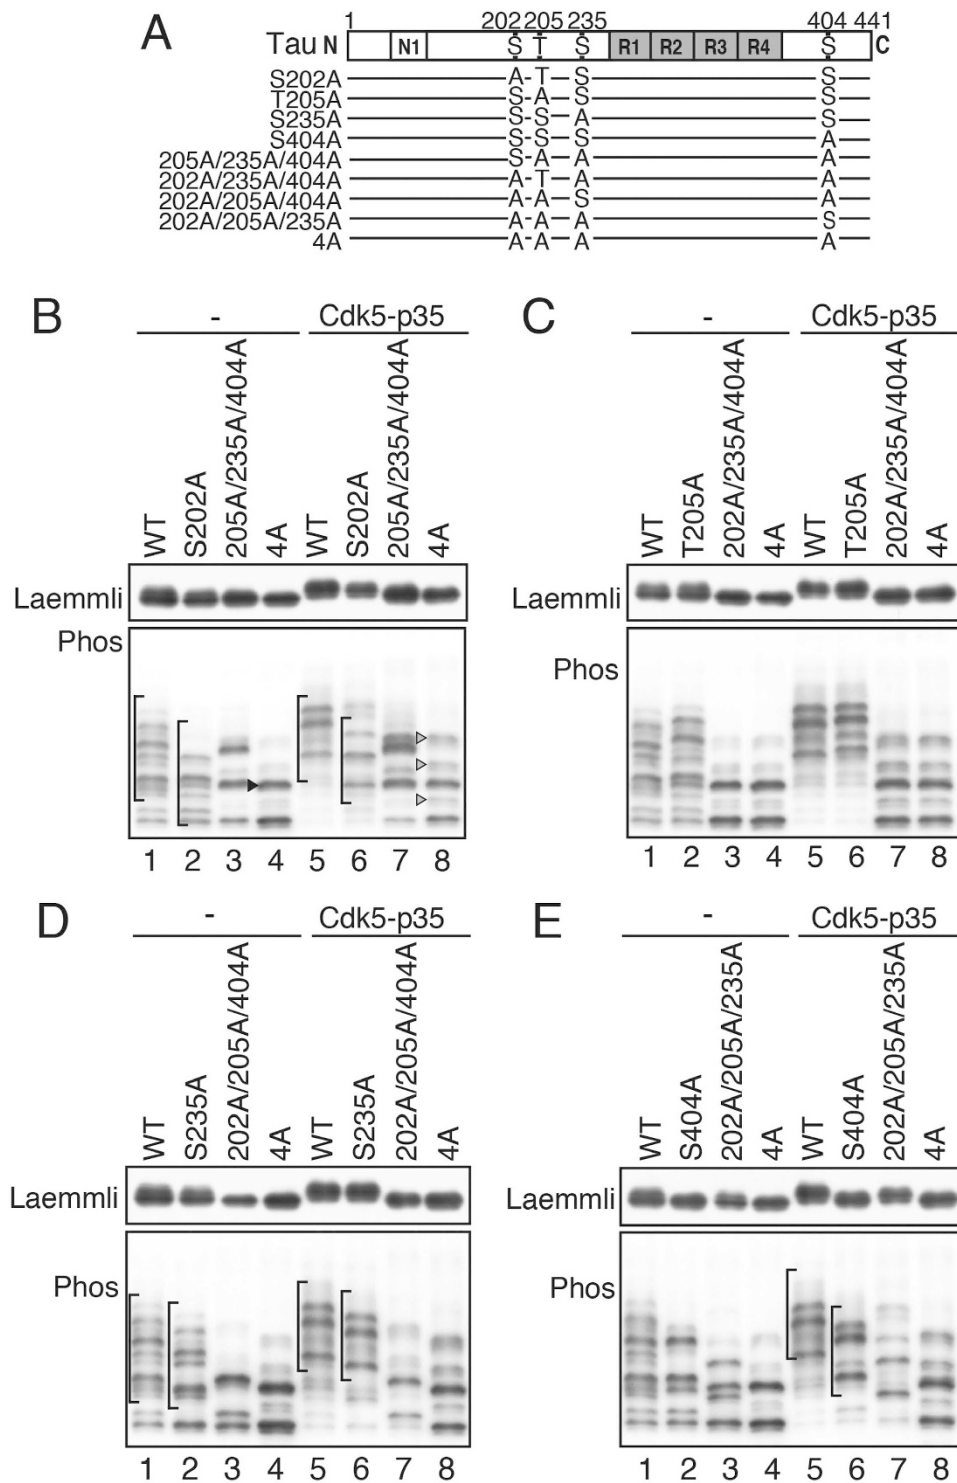 A
1 202 205 235 404 441
Tau N N1 S T S R1 R2 R3 R4 S C
S202A A T S S
T205A S A S S
S235A S S A S
S404A S S S A
205A/235A/404A S A A A
202A/235A/404A A T A A
202A/205A/404A A A S A
202A/205A/235A A A A S
4A A A A A
B
- Cdk5-p35
WT S202A 205A/235A/404A 4A WT S202A 205A/235A/404A 4A
Laemmli
Phos
1 2 3 4 5 6 7 8
C
- Cdk5-p35
WT T205A 202A/235A/404A 4A WT T205A 202A/235A/404A 4A
Laemmli
Phos
1 2 3 4 5 6 7 8
D
- Cdk5-p35
WT S235A 202A/205A/404A 4A WT S235A 202A/205A/404A 4A
Laemmli
Phos
1 2 3 4 5 6 7 8
E
- Cdk5-p35
WT S404A 202A/205A/235A 4A WT S404A 202A/205A/235A 4A
Laemmli
Phos
1 2 3 4 5 6 7 8